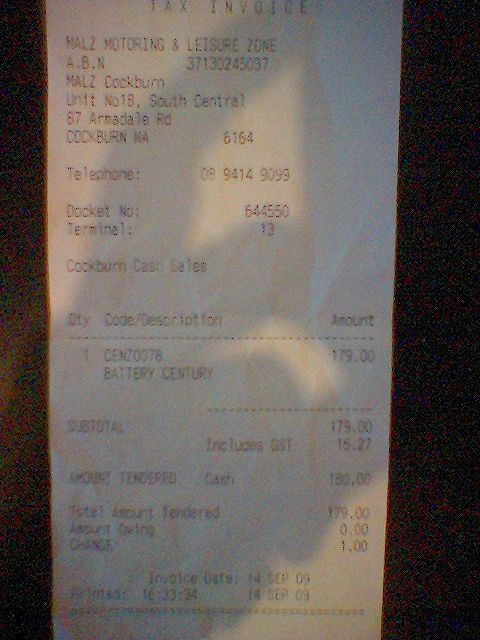 TAX INVOICE
MALZ MOTORING & LEISURE ZONE
A.B.N 37130245037
MALZ Cockburn
Unit No18, South Central
87 Armadale Rd
COCKBURN WA 6164
Telephone: 08 9414 9099
Docket No: 644550
Terminal: 13
Cockburn Cash Sales
Qty Code/Description Amount
1 CENZ0078 179.00
BATTERY CENTURY
SUBTOTAL 179.00
Includes GST 16.27
AMOUNT TENDERED Cash 180.00
Total Amount Tendered 179.00
Amount Owing 0.00
CHANGE 1.00
Invoice Date: 14 SEP 09
Printed: 16:33:34 14 SEP 09